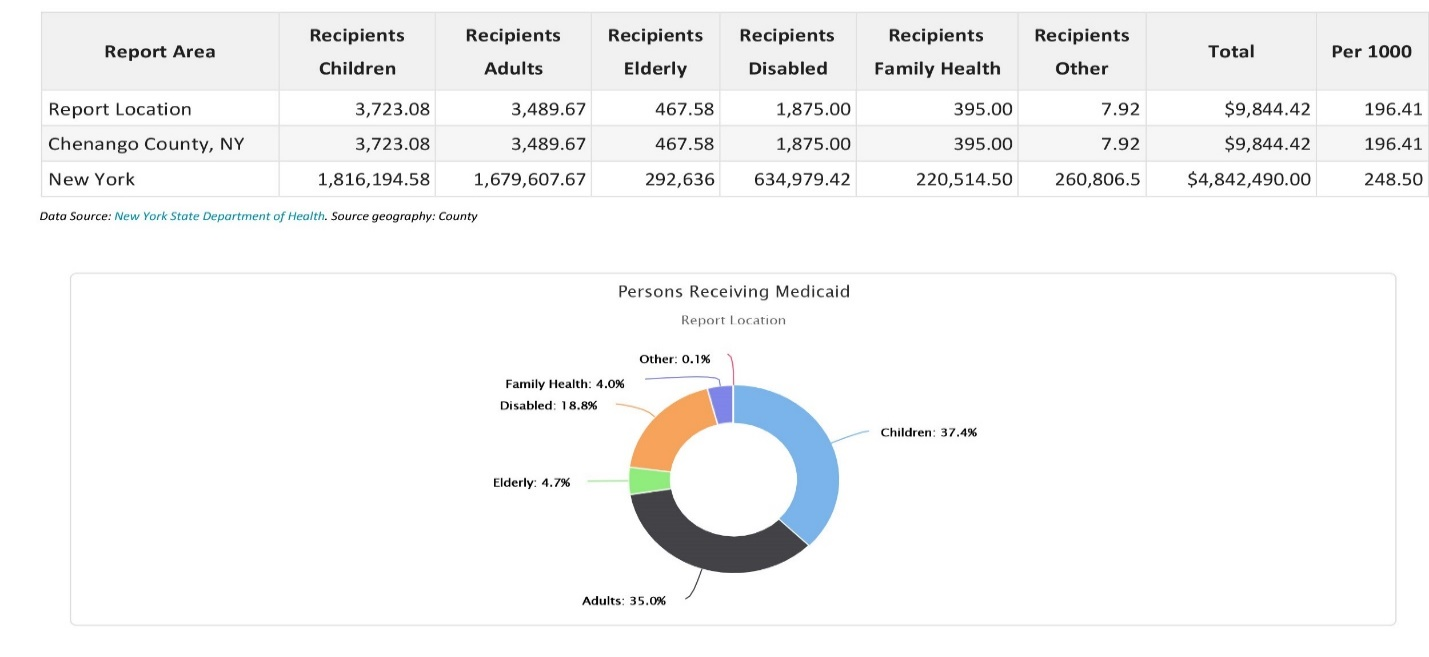 Report Area Recipients Children Recipients Adults Recipients Elderly Recipients Disabled Recipients Family Health Recipients Other Total Per 1000
Report Location 3,723.08 3,489.67 467.58 1,875.00 395.00 7.92 $9,844.42 196.41
Chenango County, NY 3,723.08 3,489.67 467.58 1,875.00 395.00 7.92 $9,844.42 196.41
New York 1,816,194.58 1,679,607.67 292,636 634,979.42 220,514.50 260,806.5 $4,842,490.00 248.50
Data Source: New York State Department of Health. Source geography: County
Persons Receiving Medicaid
Report Location
Other: 0.1%
Family Health: 4.0%
Disabled: 18.8%
Children: 37.4%
Elderly: 4.7%
Adults: 35.0%